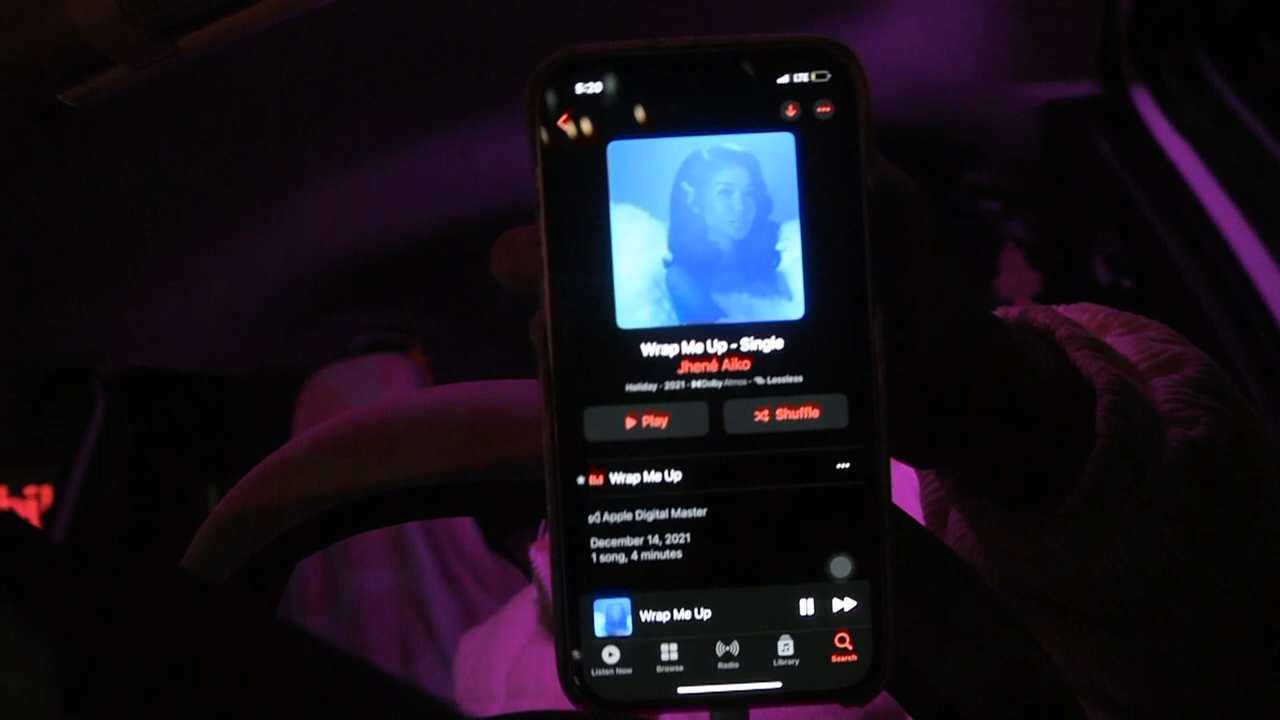 5:20
LTE
Wrap Me Up - Single
Jhené Aiko
Holiday · 2021 · Dolby Atmos · Lossless
Play
Shuffle
Wrap Me Up
Apple Digital Master
December 14, 2021
1 song, 4 minutes
Wrap Me Up
Listen Now
Browse
Radio
Library
Search